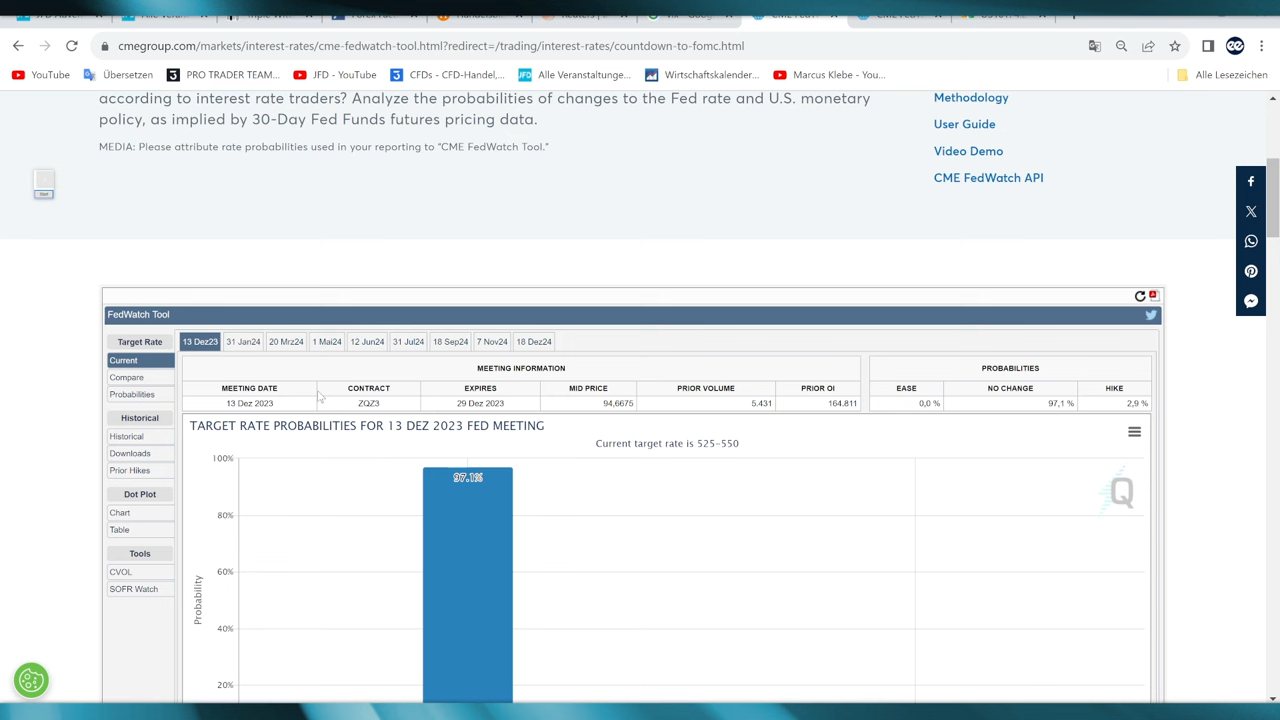 cmegroup.com/markets/interest-rates/cme-fedwatch-tool.html?redirect=/trading/interest-rates/countdown-to-fomc.html
YouTube Übersetzen PRO TRADER TEAM... JFD - YouTube CFDs - CFD-Handel,... Alle Veranstaltunge... Wirtschaftskalender... Marcus Klebe - You... Alle Lesezeichen
according to interest rate traders? Analyze the probabilities of changes to the Fed rate and U.S. monetary
policy, as implied by 30-Day Fed Funds futures pricing data.
MEDIA: Please attribute rate probabilities used in your reporting to “CME FedWatch Tool.”
Methodology
User Guide
Video Demo
CME FedWatch API
FedWatch Tool
Target Rate
Current
Compare
Probabilities
Historical
Historical
Downloads
Prior Hikes
Dot Plot
Chart
Table
Tools
CVOL
SOFR Watch
13 Dez23 31 Jan24 20 Mrz24 1 Mai24 12 Jun24 31 Jul24 18 Sep24 7 Nov24 18 Dez24
MEETING INFORMATION
MEETING DATE CONTRACT EXPIRES MID PRICE PRIOR VOLUME PRIOR OI
13 Dez 2023 ZQZ3 29 Dez 2023 94,6675 5.431 164.811
PROBABILITIES
EASE NO CHANGE HIKE
0,0 % 97,1 % 2,9 %
TARGET RATE PROBABILITIES FOR 13 DEZ 2023 FED MEETING
Current target rate is 525-550
100%
97.1%
Q
80%
60%
Probability
40%
20%